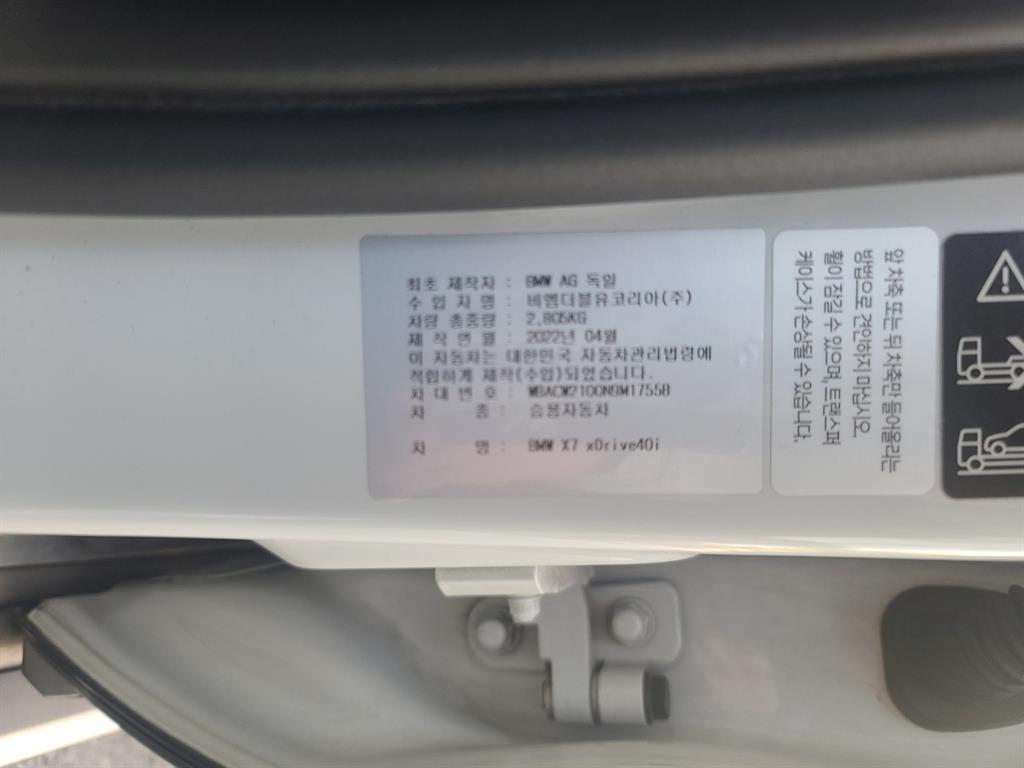 최초 제작자 : BMW AG 독일
수 입 자 명 : 비엠더블유코리아(주)
차량 총중량 : 2,805KG
제 작 연 월 : 2022년 04월
이 자동차는 대한민국 자동차관리법령에
적합하게 제작(수입)되었습니다.
차 대 번 호 : WBACW2100N9M17558
차 종 : 승용자동차
차 명 : BMW X7 xDrive40i
앞 차축 또는 뒤 차축만 들어올리는
방법으로 견인하지 마십시오.
휠이 잠길 수 있으며, 트랜스퍼
케이스가 손상될 수 있습니다.